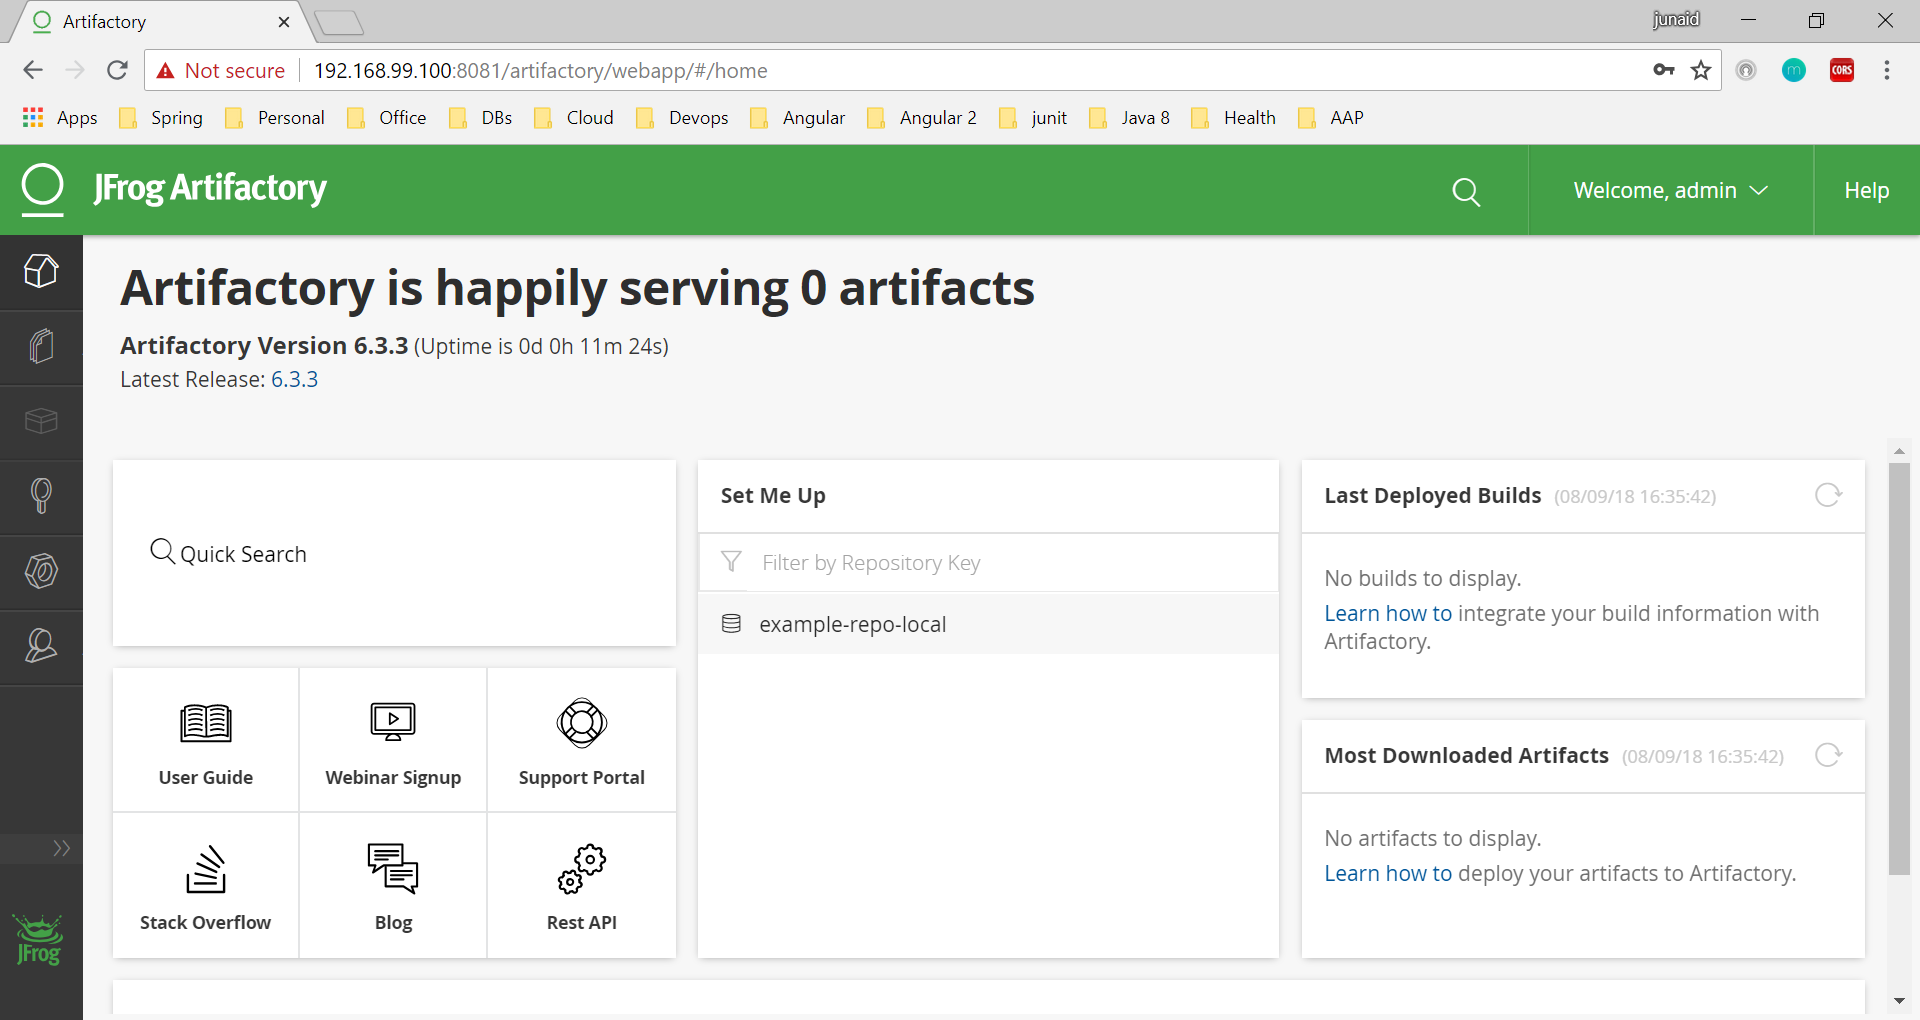 Artifactory
junaid
Not secure 192.168.99.100:8081/artifactory/webapp/#/home
m
CORS
Apps Spring Personal Office DBs Cloud Devops Angular Angular 2 junit Java 8 Health AAP
JFrog Artifactory
Welcome, admin
Help
Artifactory is happily serving 0 artifacts
Artifactory Version 6.3.3 (Uptime is 0d 0h 11m 24s)
Latest Release: 6.3.3
Quick Search
User Guide
Webinar Signup
Support Portal
Stack Overflow
Blog
Rest API
Set Me Up
Filter by Repository Key
example-repo-local
Last Deployed Builds (08/09/18 16:35:42)
No builds to display.
Learn how to integrate your build information with
Artifactory.
Most Downloaded Artifacts (08/09/18 16:35:42)
No artifacts to display.
Learn how to deploy your artifacts to Artifactory.
JFrog